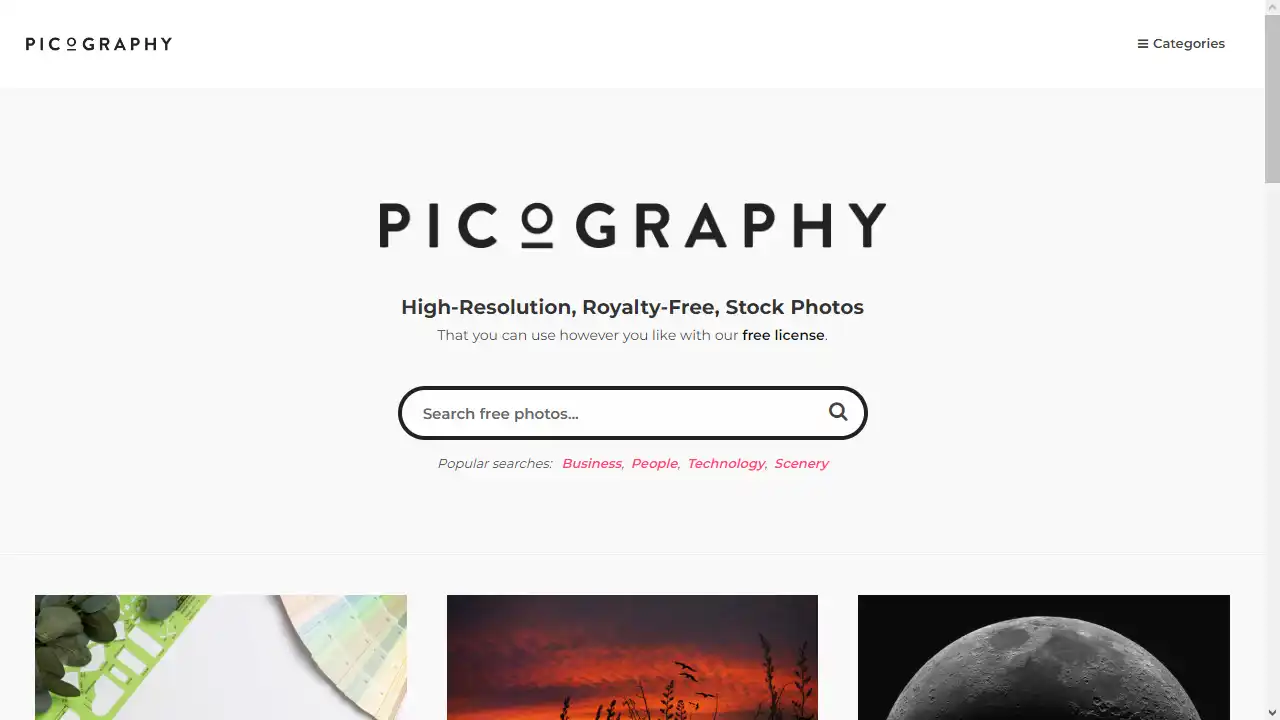 PICOGRAPHY
Categories
PICOGRAPHY
High-Resolution, Royalty-Free, Stock Photos
That you can use however you like with our free license.
Search free photos...
Popular searches: Business, People, Technology, Scenery